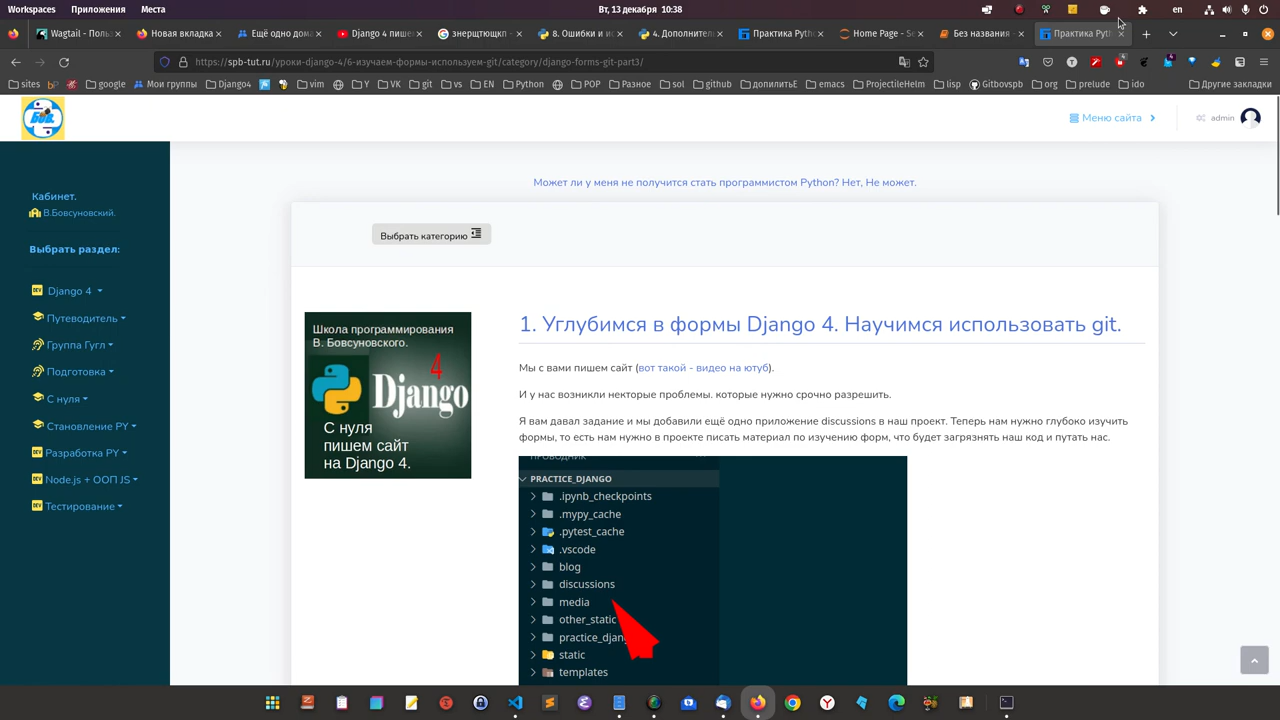 Workspaces Приложения Места Вт, 13 декабря 10:38 en
Wagtail - Поль Новая вкладка Ещё одно дома Django 4 пишем знерщтющкп - 8. Ошибки и ис 4. Дополнител Практика Pyth Home Page - Se Без названия - Практика Pyth
https://spb-tut.ru/уроки-django-4/6-изучаем-формы-используем-git/category/django-forms-git-part3/
sites b google Мои группы Django4 vim Y VK git vs EN Python POP Разное sol github допилитьЕ emacs ProjectileHelm lisp Gitbovspb org prelude ido Другие закладки
Меню сайта admin
Кабинет.
В.Бовсуновский.
Выбрать раздел:
Django 4
Путеводитель
Группа Гугл
Подготовка
С нуля
Становление PY
Разработка PY
Node.js + ООП JS
Тестирование
Может ли у меня не получится стать программистом Python? Нет, Не может.
Выбрать категорию
Школа программирования
В. Бовсуновского.
4
Django
С нуля
пишем сайт
на Django 4.
1. Углубимся в формы Django 4. Научимся использовать git.
Мы с вами пишем сайт (вот такой - видео на ютуб).
И у нас возникли некторые проблемы. которые нужно срочно разрешить.
Я вам давал задание и мы добавили ещё одно приложение discussions в наш проект. Теперь нам нужно глубоко изучить
формы, то есть нам нужно в проекте писать материал по изучению форм, что будет загрязнять наш код и путать нас.
ПРОВОДНИК
PRACTICE_DJANGO
.ipynb_checkpoints
.mypy_cache
.pytest_cache
.vscode
blog
discussions
media
other_static
practice_djang
static
templates